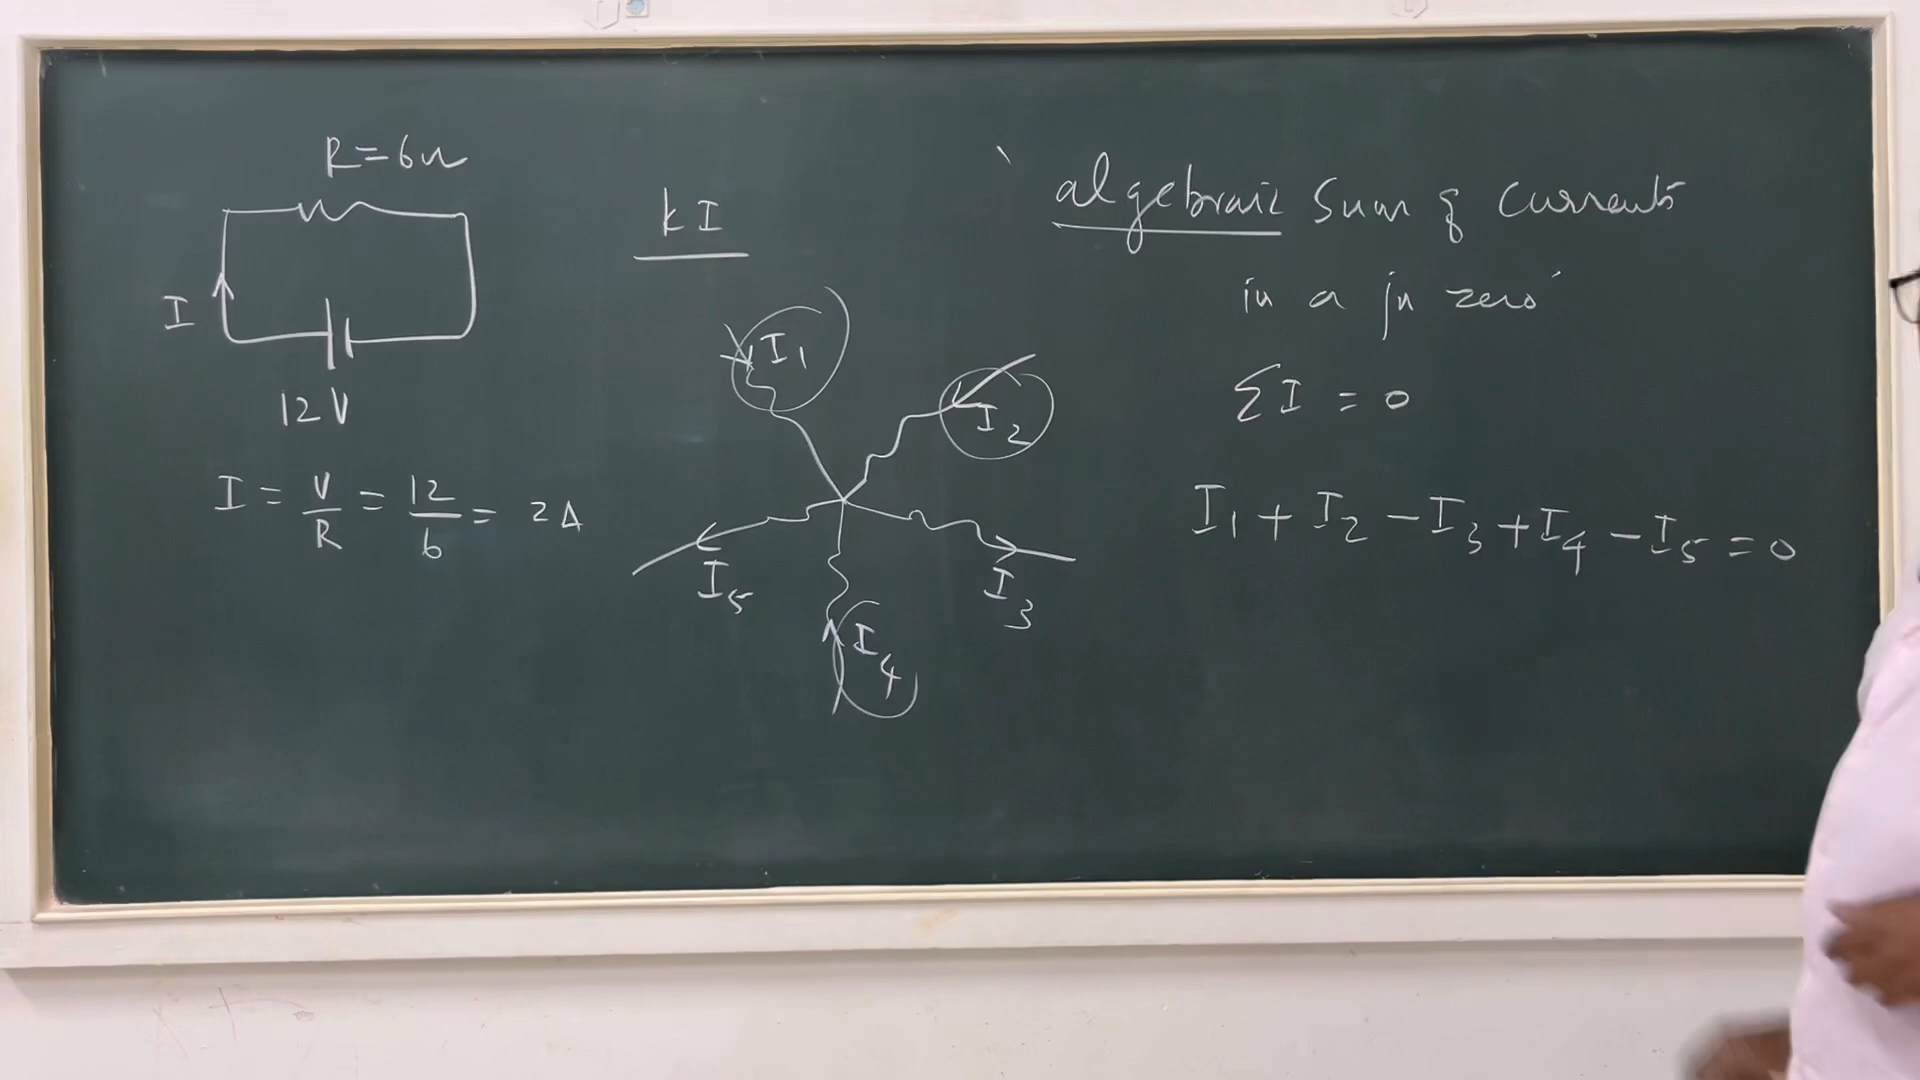 R=6Ω
I
12V
I = V/R = 12/6 = 2A
KI
I₁
I₂
I₅
I₃
I₄
algebraic Sum of currents
in a jn zero
ΣI = 0
I₁ + I₂ - I₃ + I₄ - I₅ = 0